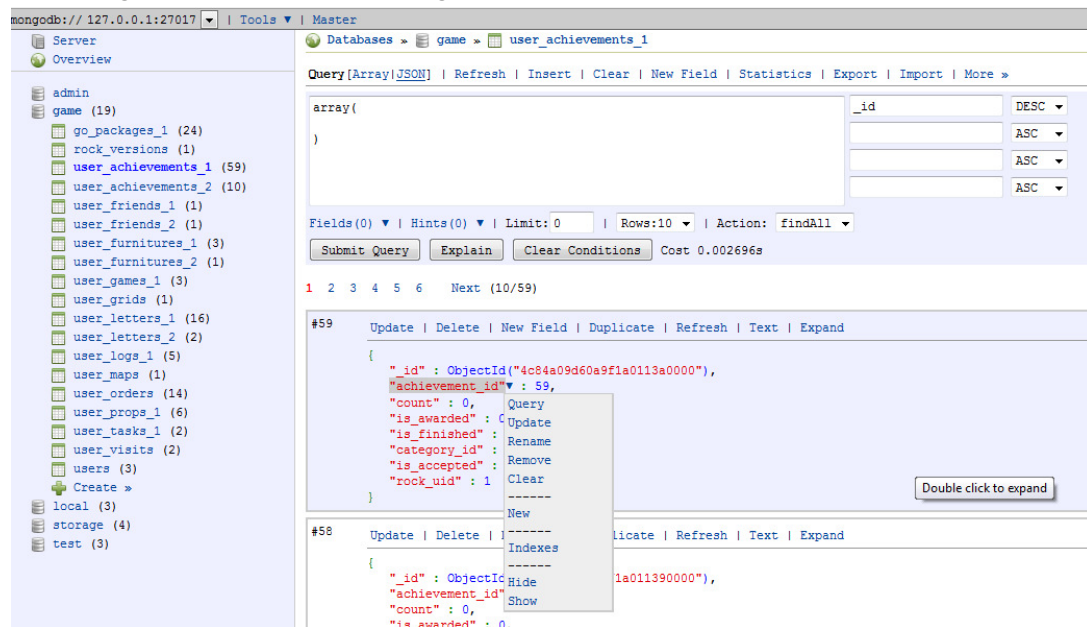 mongodb:// 127.0.0.1:27017 ▼ | Tools ▼ | Master
Server
Overview
admin
game (19)
go_packages_1 (24)
rock_versions (1)
user_achievements_1 (59)
user_achievements_2 (10)
user_friends_1 (1)
user_friends_2 (1)
user_furnitures_1 (3)
user_furnitures_2 (1)
user_games_1 (3)
user_grids (1)
user_letters_1 (16)
user_letters_2 (2)
user_logs_1 (5)
user_maps (1)
user_orders (14)
user_props_1 (6)
user_tasks_1 (2)
user_visits (2)
users (3)
Create »
local (3)
storage (4)
test (3)
Databases » game » user_achievements_1
Query[Array|JSON] | Refresh | Insert | Clear | New Field | Statistics | Export | Import | More »
array(
)
_id DESC ▼
ASC ▼
ASC ▼
ASC ▼
Fields(0) ▼ | Hints(0) ▼ | Limit: 0 | Rows:10 ▼ | Action: findAll ▼
Submit Query Explain Clear Conditions Cost 0.002696s
1 2 3 4 5 6 Next (10/59)
#59 Update | Delete | New Field | Duplicate | Refresh | Text | Expand
{
"_id" : ObjectId("4c84a09d60a9f1a0113a0000"),
"achievement_id"▼ : 59,
"count" : 0,
"is_awarded" :
"is_finished" :
"category_id" :
"is_accepted" :
"rock_uid" : 1
}
Query
Update
Rename
Remove
Clear
------
New
------
Indexes
------
Hide
Show
Double click to expand
#58 Update | Delete | licate | Refresh | Text | Expand
{
"_id" : ObjectId 1a011390000"),
"achievement_id"
"count" : 0,
"is_awarded" : 0,